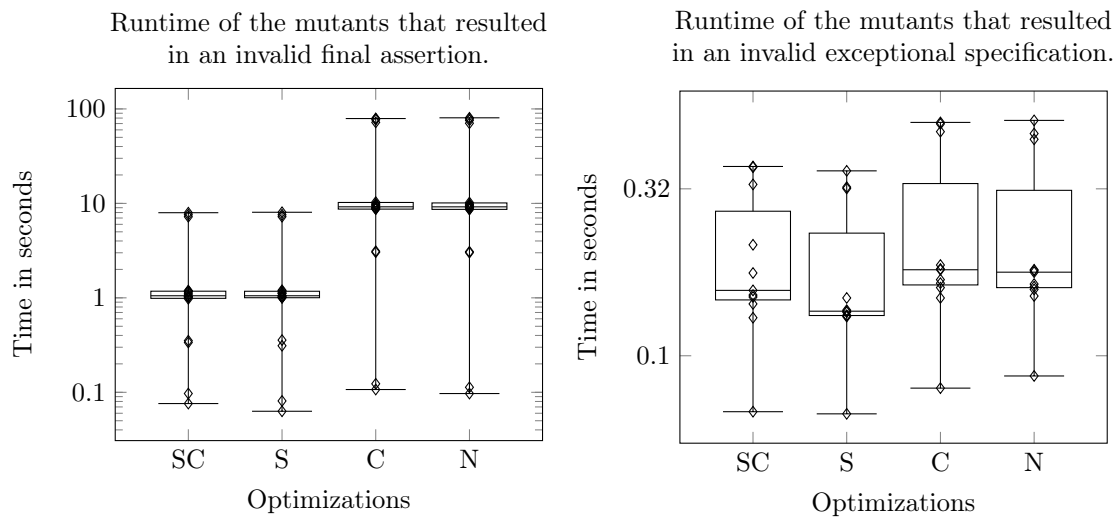 Runtime of the mutants that resulted
in an invalid final assertion.
100
10
1
0.1
Time in seconds
SC S C N
Optimizations
Runtime of the mutants that resulted
in an invalid exceptional specification.
0.32
0.1
Time in seconds
SC S C N
Optimizations